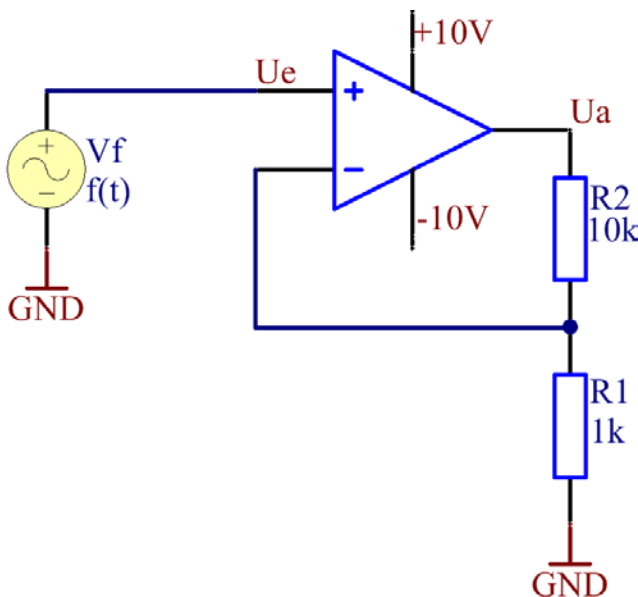 +10V
Ue
+
Ua
+
Vf
f(t)
−
−
-10V
R2
10k
GND
R1
1k
GND